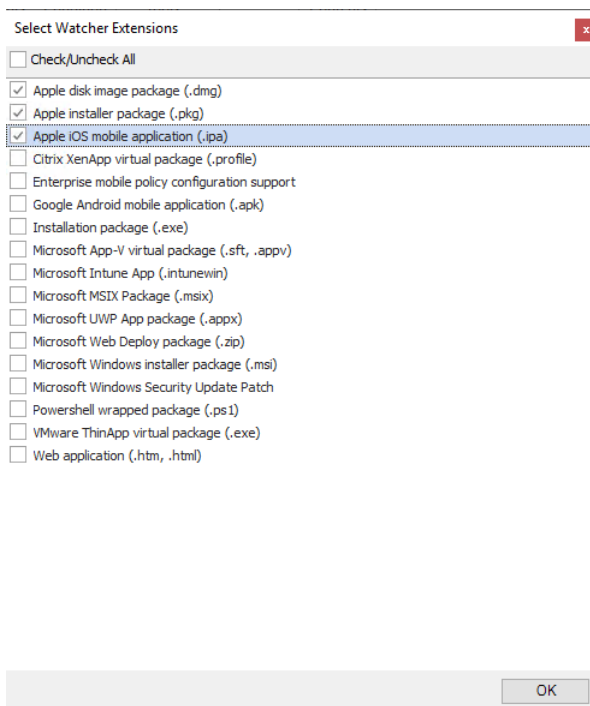 Select Watcher Extensions
x
Check/Uncheck All
Apple disk image package (.dmg)
Apple installer package (.pkg)
Apple iOS mobile application (.ipa)
Citrix XenApp virtual package (.profile)
Enterprise mobile policy configuration support
Google Android mobile application (.apk)
Installation package (.exe)
Microsoft App-V virtual package (.sft, .appv)
Microsoft Intune App (.intunewin)
Microsoft MSIX Package (.msix)
Microsoft UWP App package (.appx)
Microsoft Web Deploy package (.zip)
Microsoft Windows installer package (.msi)
Microsoft Windows Security Update Patch
Powershell wrapped package (.ps1)
VMware ThinApp virtual package (.exe)
Web application (.htm, .html)
OK